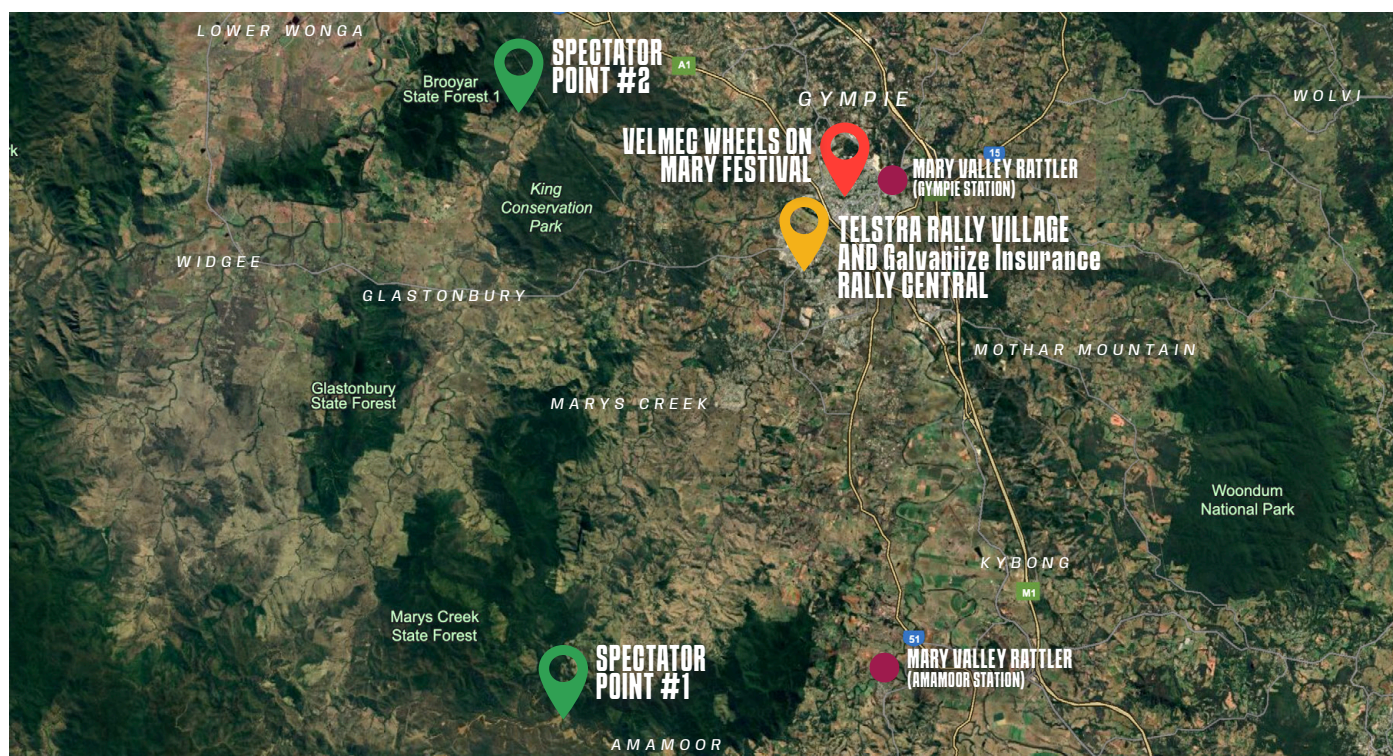 LOWER WONGA
Brooyar
State Forest 1
SPECTATOR
POINT #2
A1
GYMPIE
WOLVI
k
VELMEC WHEELS ON
MARY FESTIVAL
15
MARY VALLEY RATTLER
(GYMPIE STATION)
King
Conservation
Park
TELSTRA RALLY VILLAGE
AND Galvaniize Insurance
RALLY CENTRAL
WIDGEE
GLASTONBURY
MOTHAR MOUNTAIN
Glastonbury
State Forest
MARYS CREEK
Woondum
National Park
KYBONG
M1
Marys Creek
State Forest
51
SPECTATOR
POINT #1
MARY VALLEY RATTLER
(AMAMOOR STATION)
AMAMOOR